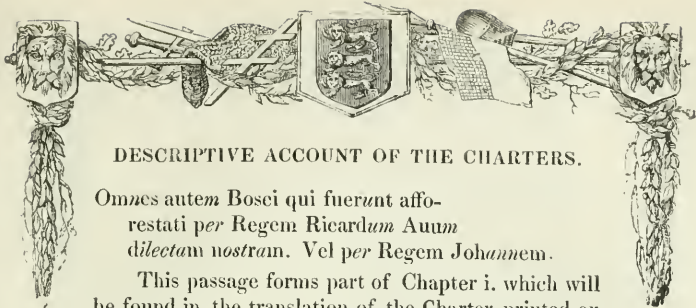 DESCRIPTIVE ACCOUNT OF THE CHARTERS.
Omnes autem Bosci qui fuerunt affo-
restati per Regem Ricardum Auum
dilectam nostram. Vel per Regem Johannem.
This passage forms part of Chapter i. which will
be found in the translation of the Charter printed on